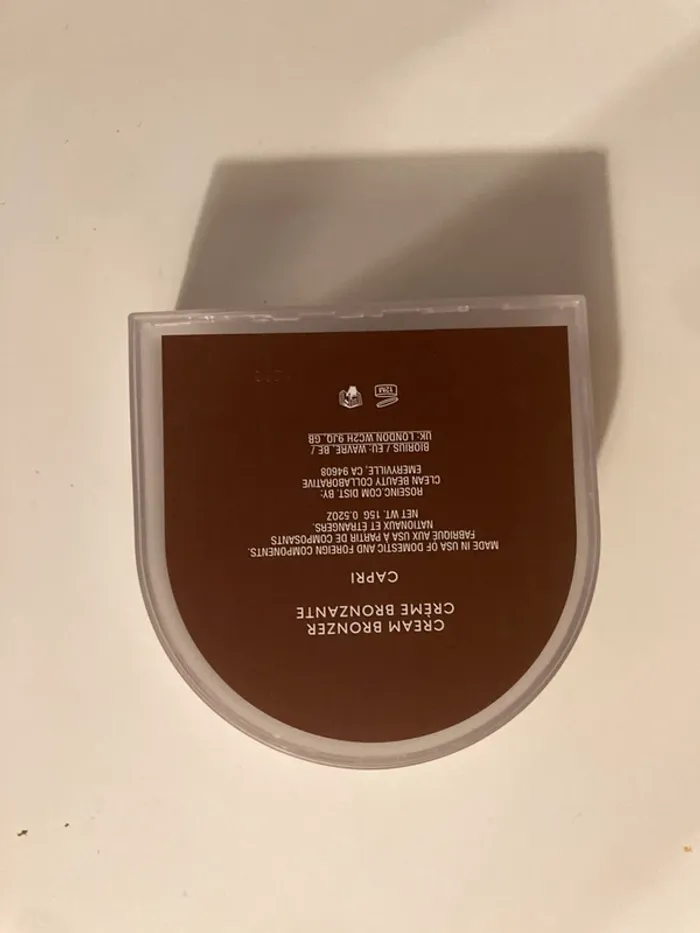 CREAM BRONZER
CRÈME BRONZANTE
CAPRI
MADE IN USA OF DOMESTIC AND FOREIGN COMPONENTS.
FABRIQUÉ AUX USA À PARTIR DE COMPOSANTS
NATIONAUX ET ÉTRANGERS.
NET WT. 15G 0.52OZ
ROSEINC.COM DIST. BY:
CLEAN BEAUTY COLLABORATIVE
EMERYVILLE, CA 94608
BIORIUS / EU: WAVRE, BE /
UK: LONDON WC2H 9JQ, GB
12M